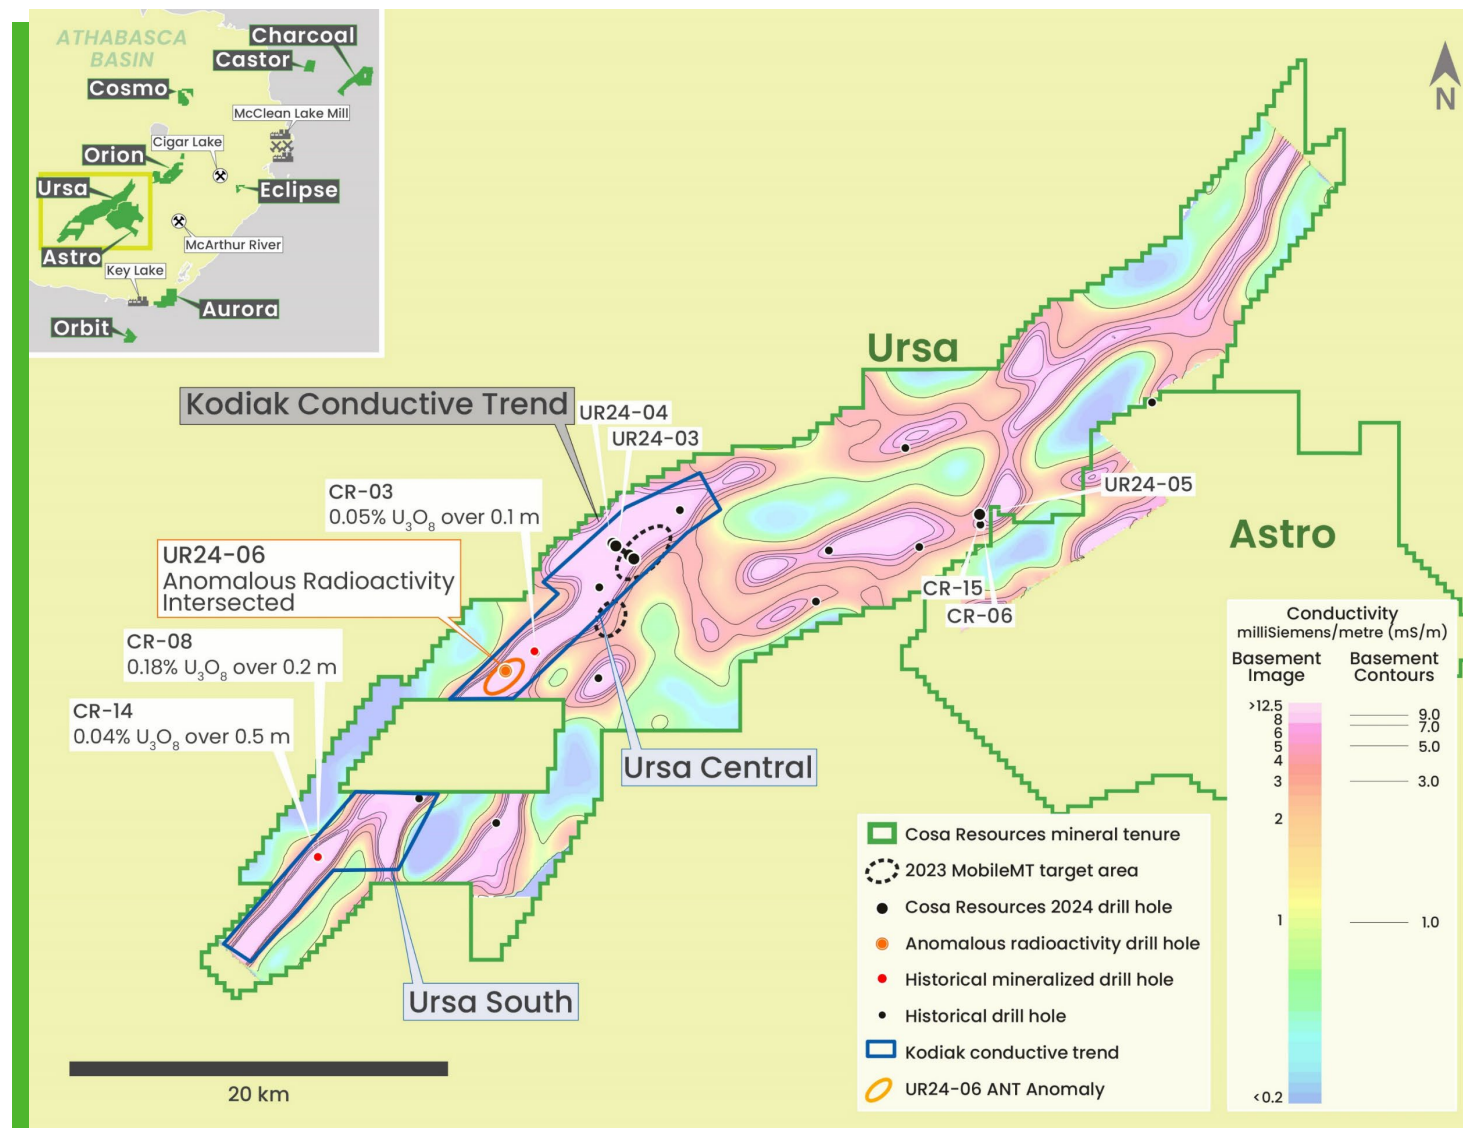 ATHABASCA
BASIN
Charcoal
Castor
Cosmo
McClean Lake Mill
Cigar Lake
Orion
Ursa
Eclipse
McArthur River
Astro
Key Lake
Aurora
Orbit
N
Ursa
Kodiak Conductive Trend
UR24-04
UR24-03
CR-03
0.05% U₃O₈ over 0.1 m
UR24-05
Astro
UR24-06
Anomalous Radioactivity
Intersected
CR-15
CR-06
CR-08
0.18% U₃O₈ over 0.2 m
CR-14
0.04% U₃O₈ over 0.5 m
Ursa Central
Ursa South
20 km
Cosa Resources mineral tenure
2023 MobileMT target area
Cosa Resources 2024 drill hole
Anomalous radioactivity drill hole
Historical mineralized drill hole
Historical drill hole
Kodiak conductive trend
UR24-06 ANT Anomaly
Conductivity
milliSiemens/metre (mS/m)
Basement
Image
Basement
Contours
>12.5
8
6
5
4
3
2
1
<0.2
9.0
7.0
5.0
3.0
1.0